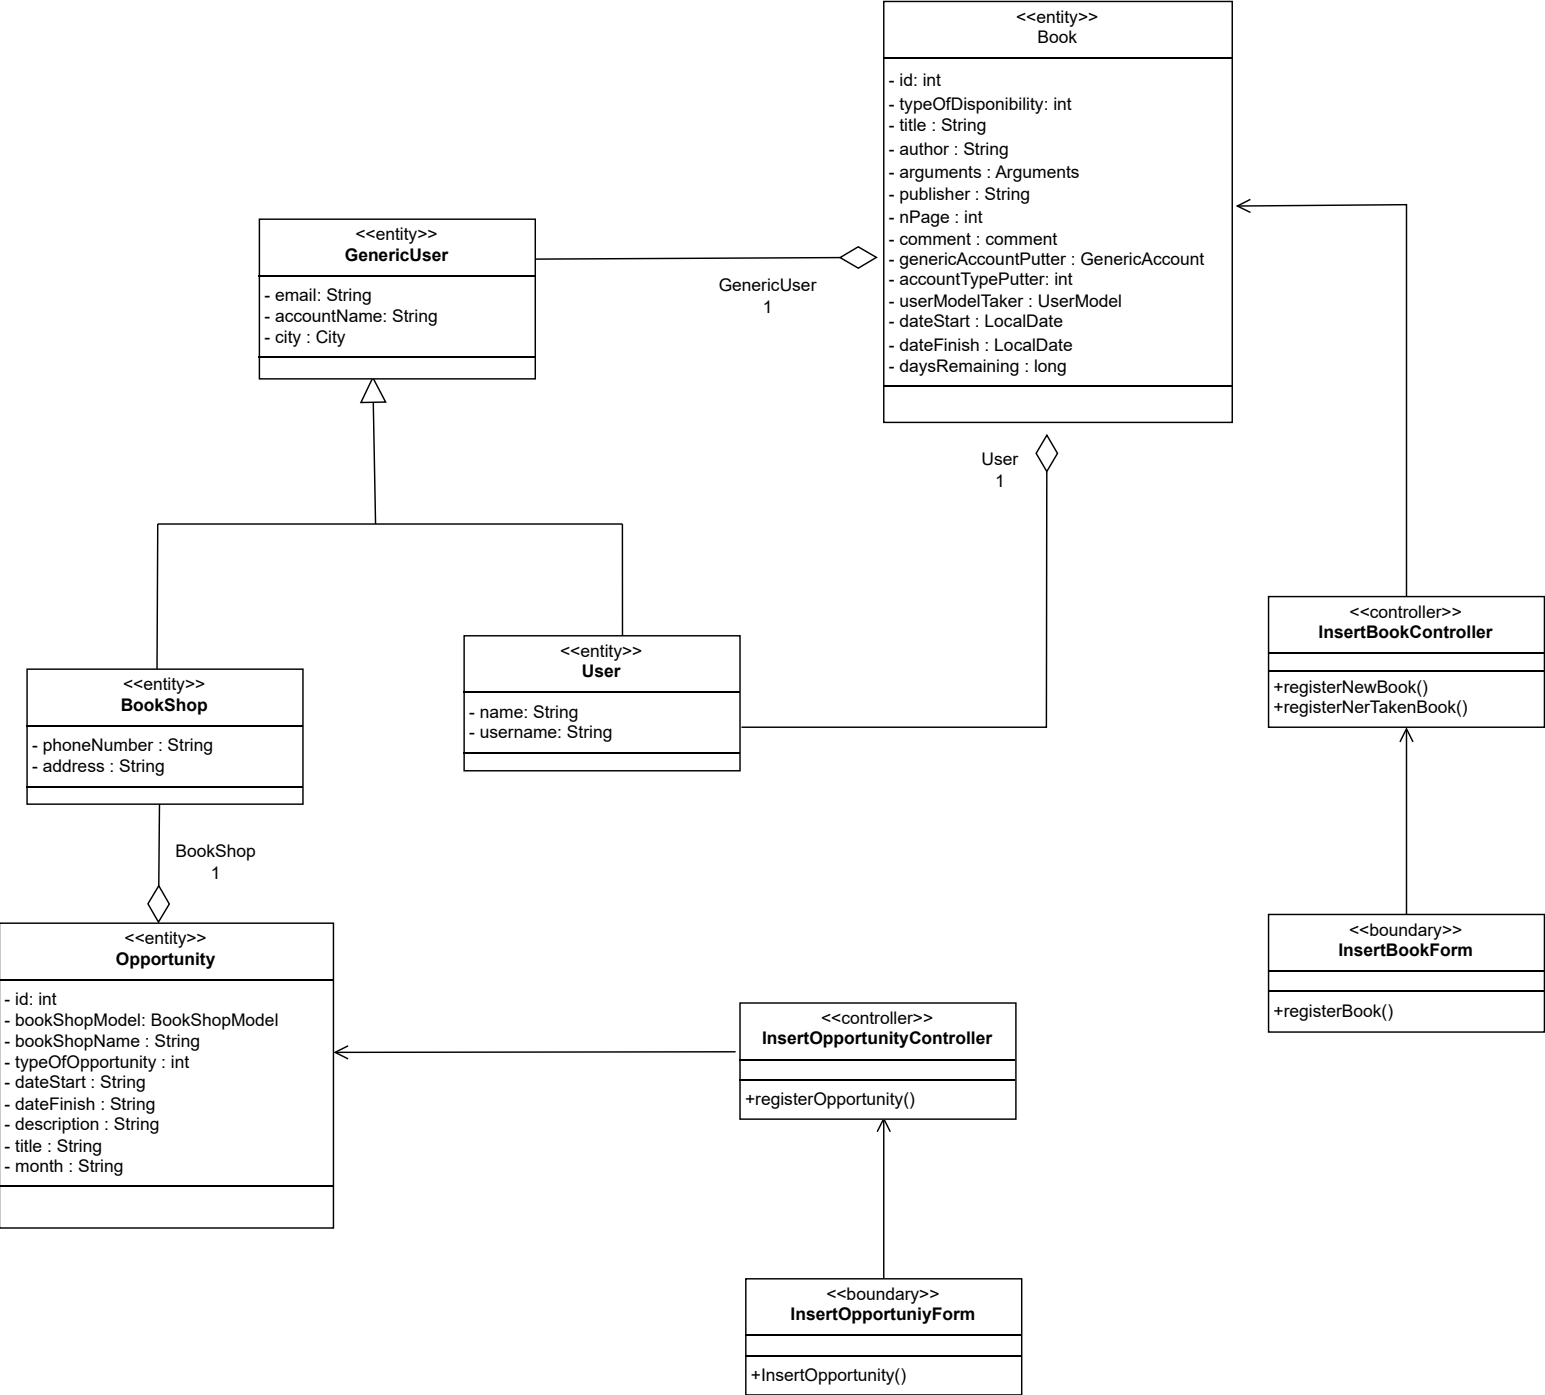 <<entity>>
Book
- id: int
- typeOfDisponibility: int
- title : String
- author : String
- arguments : Arguments
- publisher : String
- nPage : int
- comment : comment
- genericAccountPutter : GenericAccount
- accountTypePutter: int
- userModelTaker : UserModel
- dateStart : LocalDate
- dateFinish : LocalDate
- daysRemaining : long
<<entity>>
GenericUser
- email: String
- accountName: String
- city : City
GenericUser
1
User
1
<<controller>>
InsertBookController
+registerNewBook()
+registerNerTakenBook()
<<entity>>
User
- name: String
- username: String
<<entity>>
BookShop
- phoneNumber : String
- address : String
BookShop
1
<<entity>>
Opportunity
- id: int
- bookShopModel: BookShopModel
- bookShopName : String
- typeOfOpportunity : int
- dateStart : String
- dateFinish : String
- description : String
- title : String
- month : String
<<boundary>>
InsertBookForm
+registerBook()
<<controller>>
InsertOpportunityController
+registerOpportunity()
<<boundary>>
InsertOpportuniyForm
+InsertOpportunity()